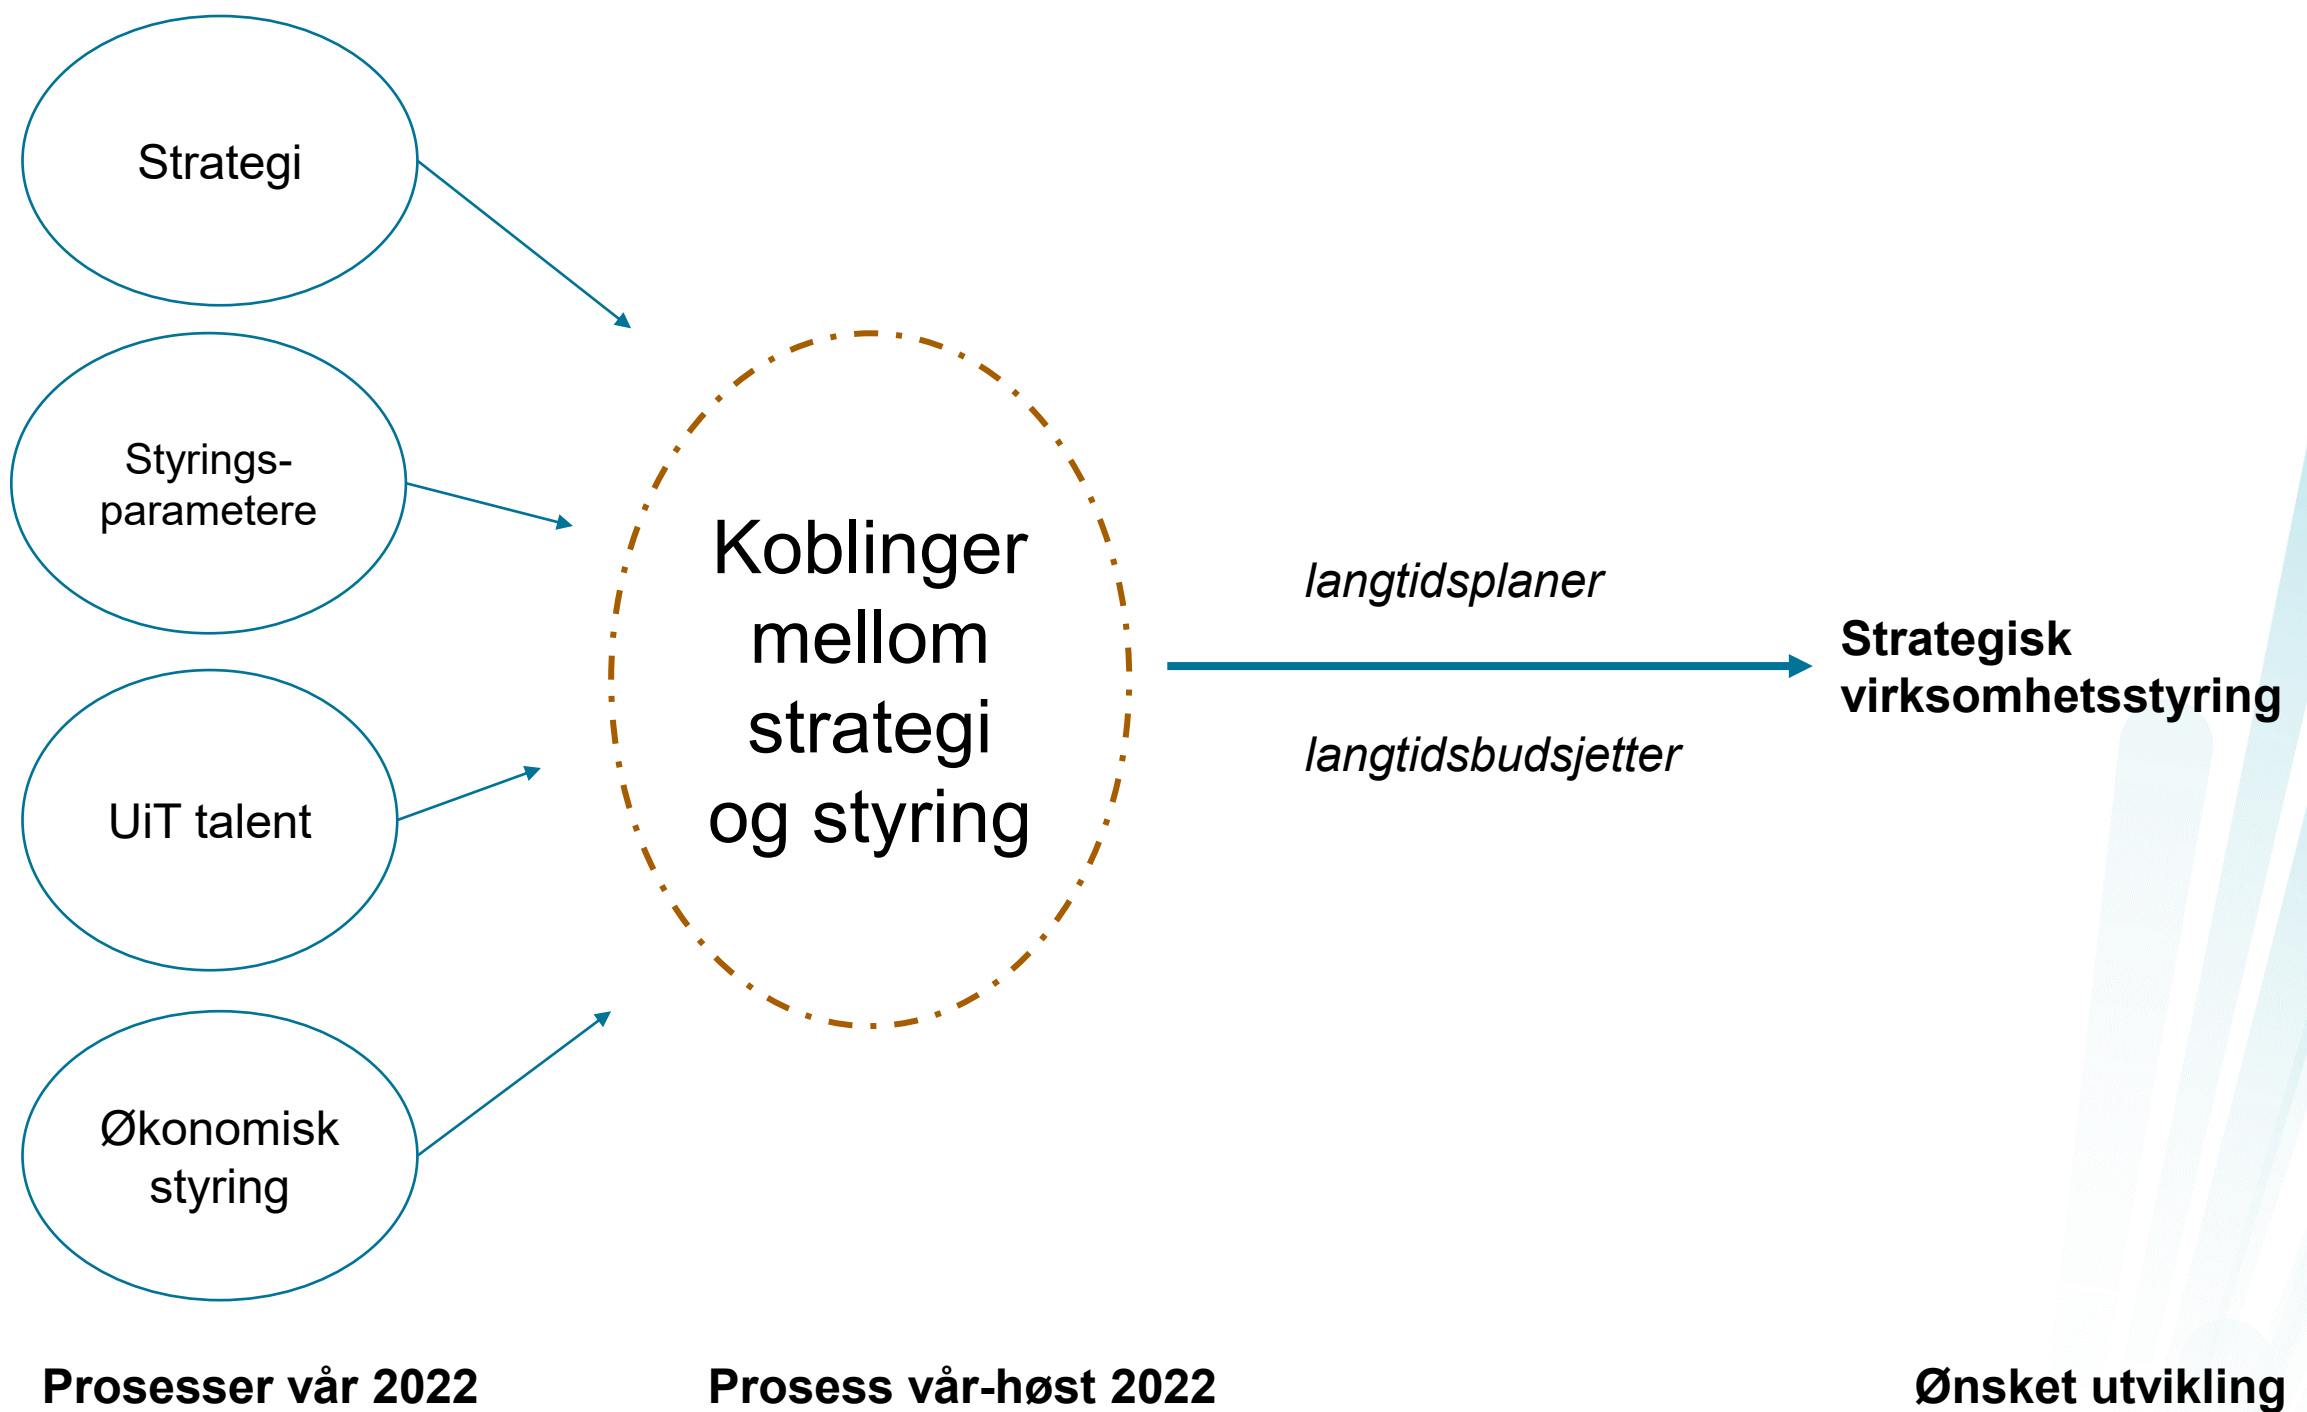 Strategi
Styrings-
parametere
UiT talent
Økonomisk
styring
Koblinger
mellom
strategi
og styring
langtidsplaner
langtidsbudsjetter
Strategisk
virksomhetsstyring
Prosesser vår 2022
Prosess vår-høst 2022
Ønsket utvikling